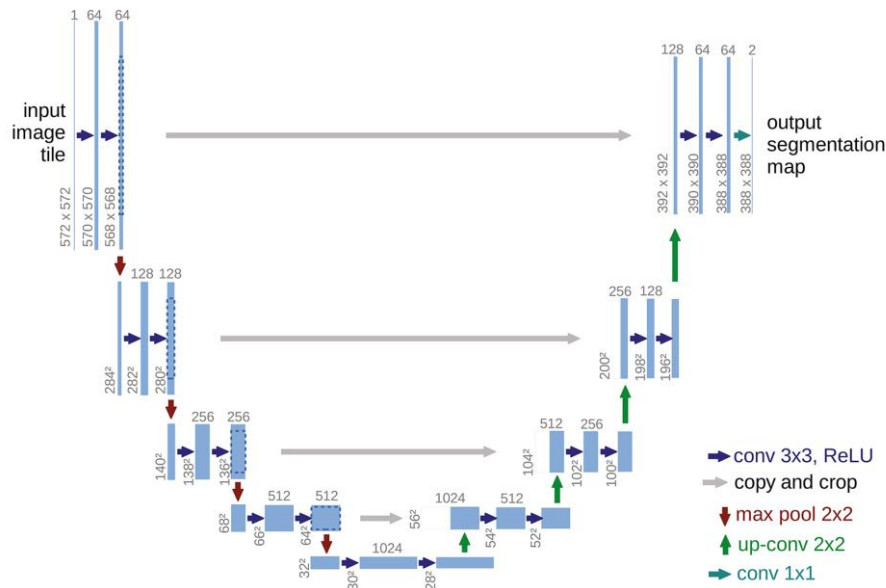 1 64 64
128 64 64 2
input
image
tile
output
segmentation
map
572 x 572
570 x 570
568 x 568
392 x 392
390 x 390
388 x 388
388 x 388
128 128
256 128
284²
282²
280²
200²
198²
196²
256 256
512 256
140²
138²
136²
104²
102²
100²
512 512
1024 512
68²
66²
64²
56²
54²
52²
1024
32²
30²
28²
conv 3x3, ReLU
copy and crop
max pool 2x2
up-conv 2x2
conv 1x1